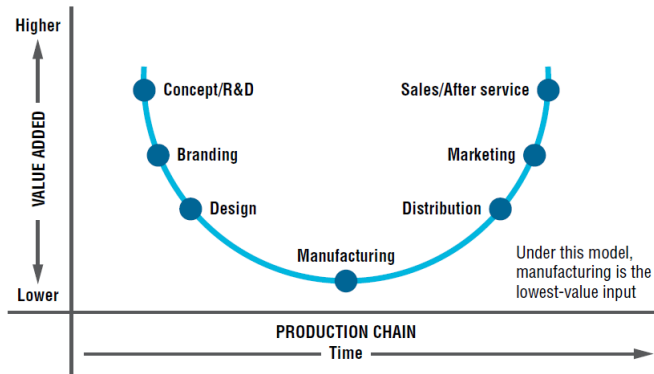 Higher
VALUE ADDED
Lower
Concept/R&D
Branding
Design
Manufacturing
Sales/After service
Marketing
Distribution
Under this model,
manufacturing is the
lowest-value input
PRODUCTION CHAIN
Time